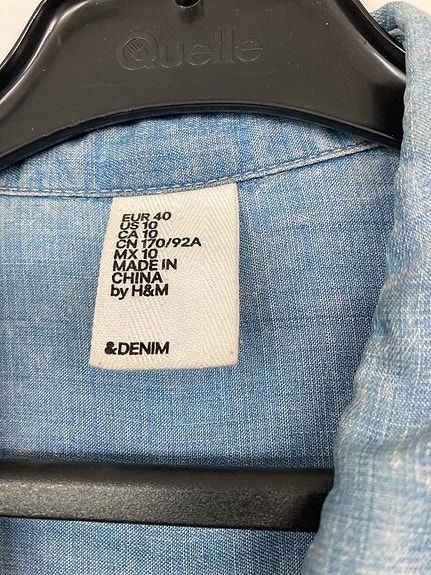 Quelle
EUR 40
US 10
CA 10
CN 170/92A
MX 10
MADE IN
CHINA
by H&M
&DENIM